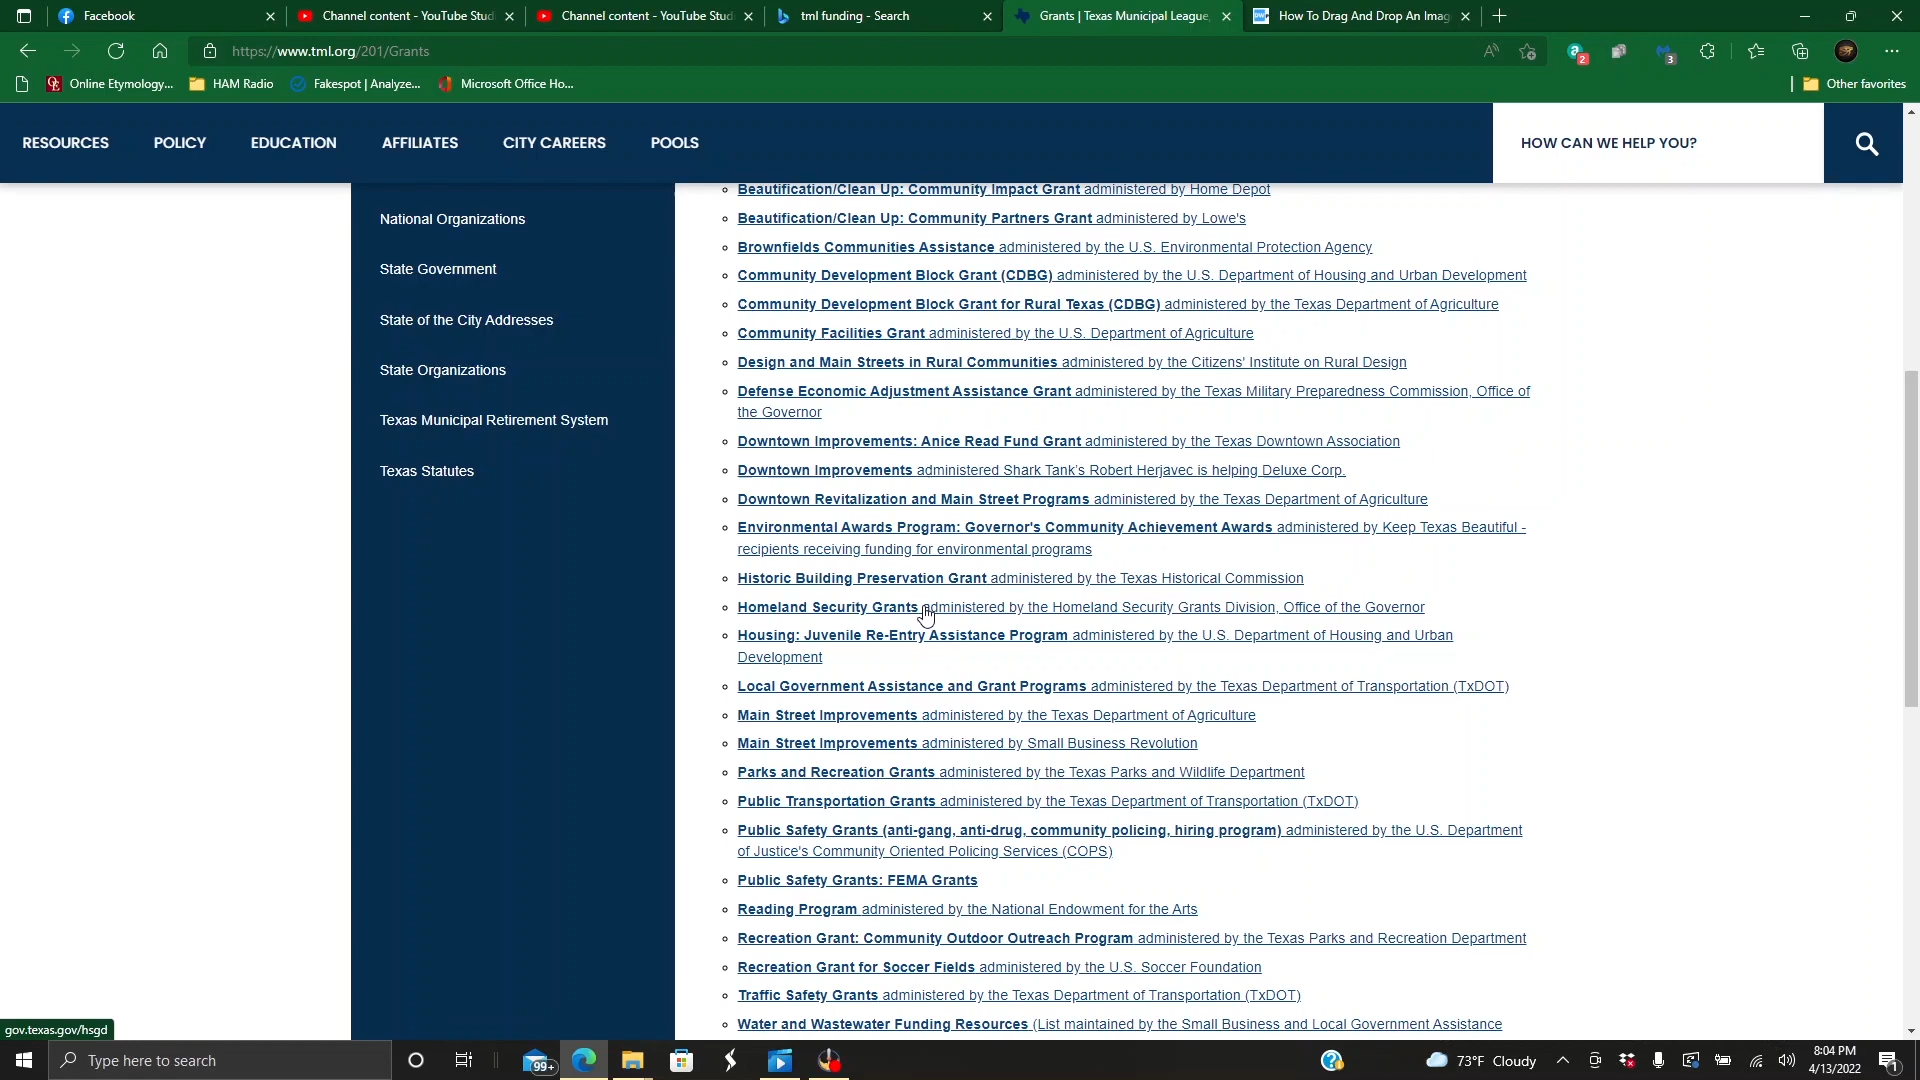 Facebook
Channel content - YouTube Studi
Channel content - YouTube Studi
tml funding - Search
Grants | Texas Municipal League,
How To Drag And Drop An Imag
https://www.tml.org/201/Grants
2
3
Online Etymology...
HAM Radio
Fakespot | Analyze...
Microsoft Office Ho...
Other favorites
RESOURCES
POLICY
EDUCATION
AFFILIATES
CITY CAREERS
POOLS
HOW CAN WE HELP YOU?
National Organizations
State Government
State of the City Addresses
State Organizations
Texas Municipal Retirement System
Texas Statutes
Beautification/Clean Up: Community Impact Grant administered by Home Depot
Beautification/Clean Up: Community Partners Grant administered by Lowe's
Brownfields Communities Assistance administered by the U.S. Environmental Protection Agency
Community Development Block Grant (CDBG) administered by the U.S. Department of Housing and Urban Development
Community Development Block Grant for Rural Texas (CDBG) administered by the Texas Department of Agriculture
Community Facilities Grant administered by the U.S. Department of Agriculture
Design and Main Streets in Rural Communities administered by the Citizens' Institute on Rural Design
Defense Economic Adjustment Assistance Grant administered by the Texas Military Preparedness Commission, Office of
the Governor
Downtown Improvements: Anice Read Fund Grant administered by the Texas Downtown Association
Downtown Improvements administered Shark Tank's Robert Herjavec is helping Deluxe Corp.
Downtown Revitalization and Main Street Programs administered by the Texas Department of Agriculture
Environmental Awards Program: Governor's Community Achievement Awards administered by Keep Texas Beautiful -
recipients receiving funding for environmental programs
Historic Building Preservation Grant administered by the Texas Historical Commission
Homeland Security Grants administered by the Homeland Security Grants Division, Office of the Governor
Housing: Juvenile Re-Entry Assistance Program administered by the U.S. Department of Housing and Urban
Development
Local Government Assistance and Grant Programs administered by the Texas Department of Transportation (TxDOT)
Main Street Improvements administered by the Texas Department of Agriculture
Main Street Improvements administered by Small Business Revolution
Parks and Recreation Grants administered by the Texas Parks and Wildlife Department
Public Transportation Grants administered by the Texas Department of Transportation (TxDOT)
Public Safety Grants (anti-gang, anti-drug, community policing, hiring program) administered by the U.S. Department
of Justice's Community Oriented Policing Services (COPS)
Public Safety Grants: FEMA Grants
Reading Program administered by the National Endowment for the Arts
Recreation Grant: Community Outdoor Outreach Program administered by the Texas Parks and Recreation Department
Recreation Grant for Soccer Fields administered by the U.S. Soccer Foundation
Traffic Safety Grants administered by the Texas Department of Transportation (TxDOT)
Water and Wastewater Funding Resources (List maintained by the Small Business and Local Government Assistance
gov.texas.gov/hsgd
Type here to search
99+
73°F Cloudy
8:04 PM
4/13/2022
1